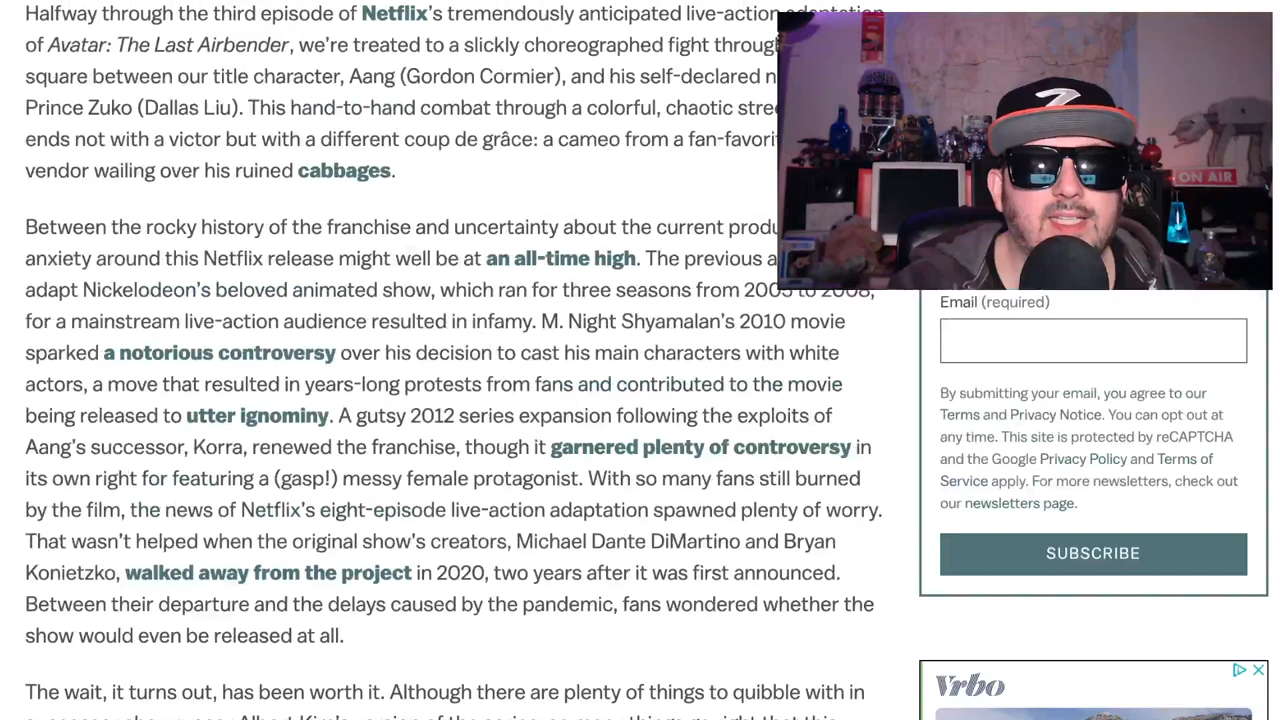 Halfway through the third episode of Netflix's tremendously anticipated live-action adaptation
of Avatar: The Last Airbender, we're treated to a slickly choreographed fight through
square between our title character, Aang (Gordon Cormier), and his self-declared
Prince Zuko (Dallas Liu). This hand-to-hand combat through a colorful, chaotic
ends not with a victor but with a different coup de grâce: a cameo from a
vendor wailing over his ruined cabbages.
ON AIR
Between the rocky history of the franchise and uncertainty about the current
anxiety around this Netflix release might well be at an all-time high. The previous
adapt Nickelodeon's beloved animated show, which ran for three seasons from 2005 to 2008,
for a mainstream live-action audience resulted in infamy. M. Night Shyamalan's 2010 movie
sparked a notorious controversy over his decision to cast his main characters with white
actors, a move that resulted in years-long protests from fans and contributed to the movie
being released to utter ignominy. A gutsy 2012 series expansion following the exploits of
Aang's successor, Korra, renewed the franchise, though it garnered plenty of controversy in
its own right for featuring a (gasp!) messy female protagonist. With so many fans still burned
by the film, the news of Netflix's eight-episode live-action adaptation spawned plenty of worry.
That wasn't helped when the original show's creators, Michael Dante DiMartino and Bryan
Konietzko, walked away from the project in 2020, two years after it was first announced.
Between their departure and the delays caused by the pandemic, fans wondered whether the
show would even be released at all.
The wait, it turns out, has been worth it. Although there are plenty of things to quibble with in
Email (required)
By submitting your email, you agree to our
Terms and Privacy Notice. You can opt out at
any time. This site is protected by reCAPTCHA
and the Google Privacy Policy and Terms of
Service apply. For more newsletters, check out
our newsletters page.
SUBSCRIBE
Vrbo